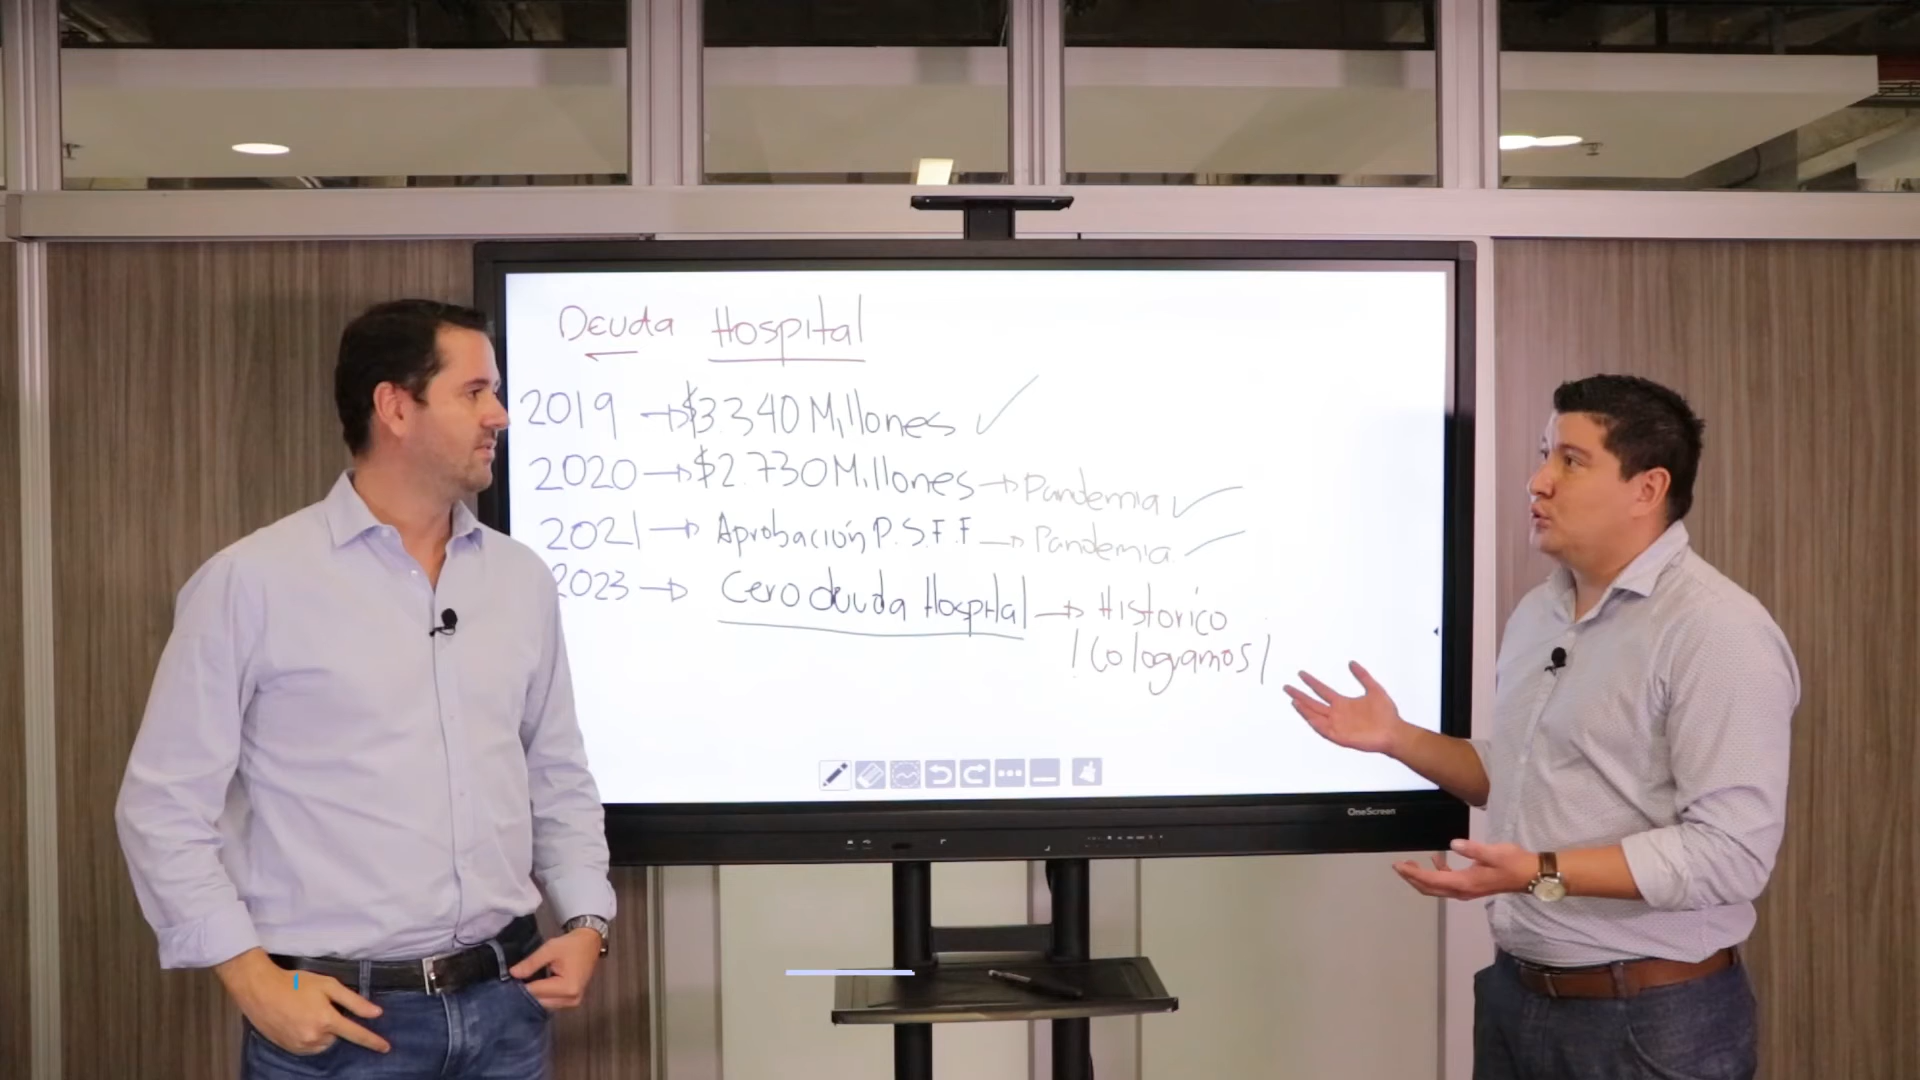 Deuda Hospital
2019 → $3.340 Millones ✓
2020 → $2.730 Millones → Pandemia ✓
2021 → Aprobación P.S.F.F → Pandemia
2023 → Cero deuda Hospital → Historico
¡Lo logramos!
OneScreen